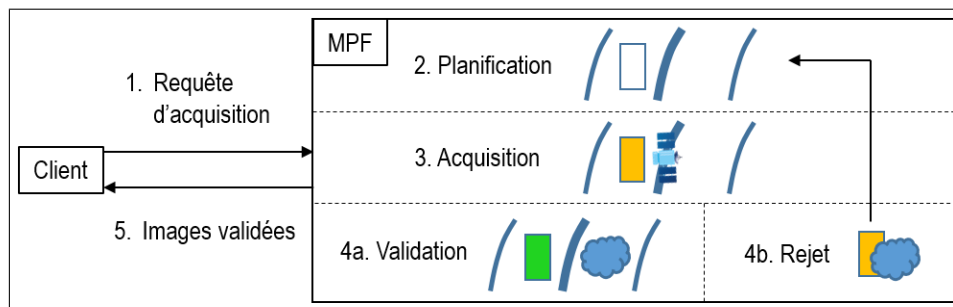 MPF
2. Planification
1. Requête
d’acquisition
3. Acquisition
Client
5. Images validées
4a. Validation
4b. Rejet